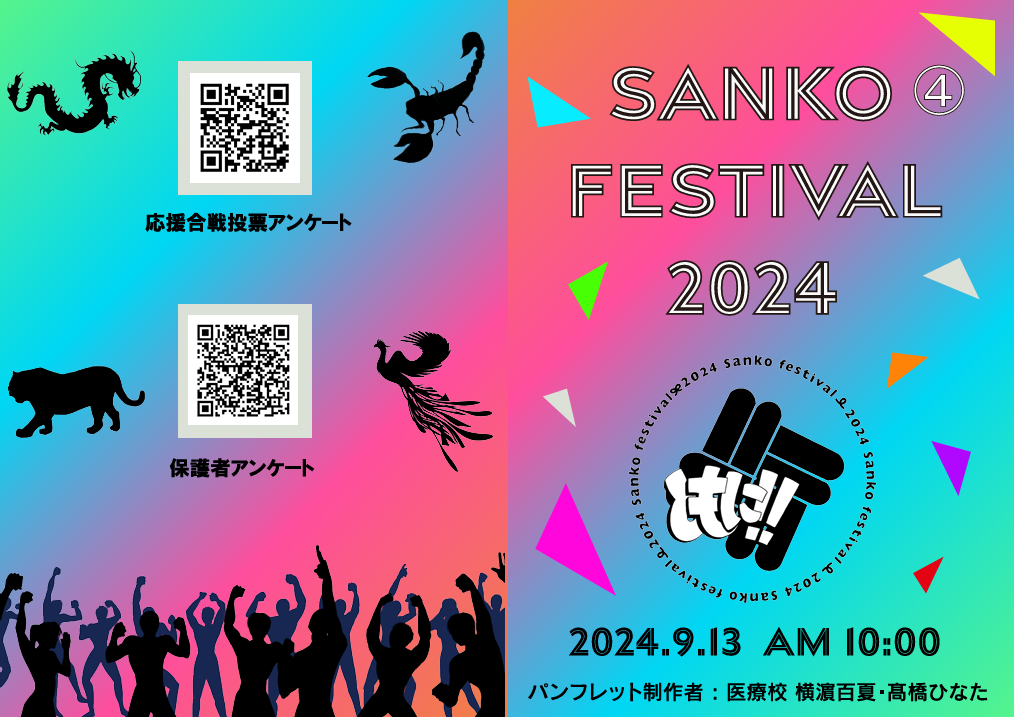 応援合戦投票アンケート
保護者アンケート
SANKO ④
FESTIVAL
2024
2024 Sanko festival & 2024 Sanko festival & 2024 Sanko festival & 2024 Sanko festival &
ともに!!
2024.9.13 AM 10:00
パンフレット制作者：医療校 横濵百夏・髙橋ひなた